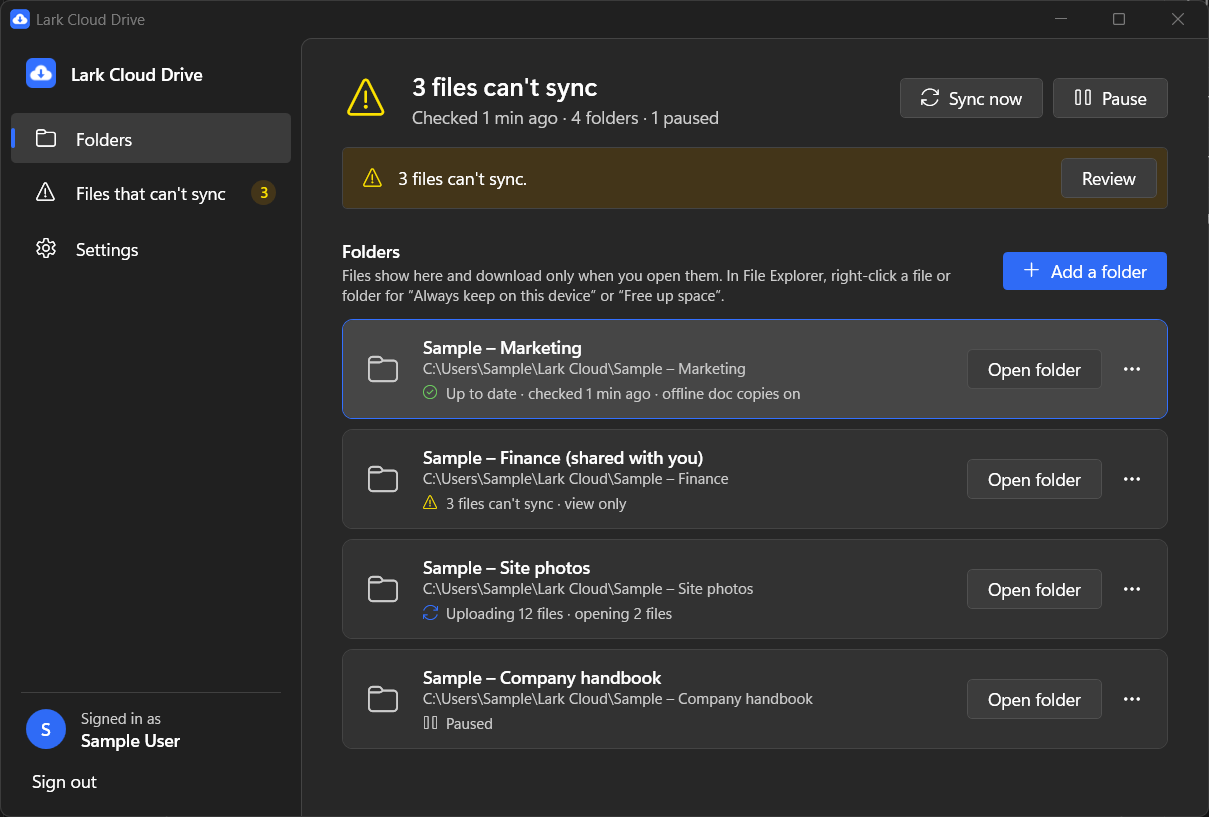 Lark Cloud Drive
Lark Cloud Drive
Folders
Files that can't sync
3
Settings
Signed in as
S
Sample User
Sign out
3 files can't sync
Checked 1 min ago · 4 folders · 1 paused
Sync now
Pause
3 files can't sync.
Review
Folders
Files show here and download only when you open them. In File Explorer, right-click a file or
folder for “Always keep on this device” or “Free up space”.
Add a folder
Sample – Marketing
C:\Users\Sample\Lark Cloud\Sample – Marketing
Up to date · checked 1 min ago · offline doc copies on
Open folder
Sample – Finance (shared with you)
C:\Users\Sample\Lark Cloud\Sample – Finance
3 files can't sync · view only
Open folder
Sample – Site photos
C:\Users\Sample\Lark Cloud\Sample – Site photos
Uploading 12 files · opening 2 files
Open folder
Sample – Company handbook
C:\Users\Sample\Lark Cloud\Sample – Company handbook
Paused
Open folder